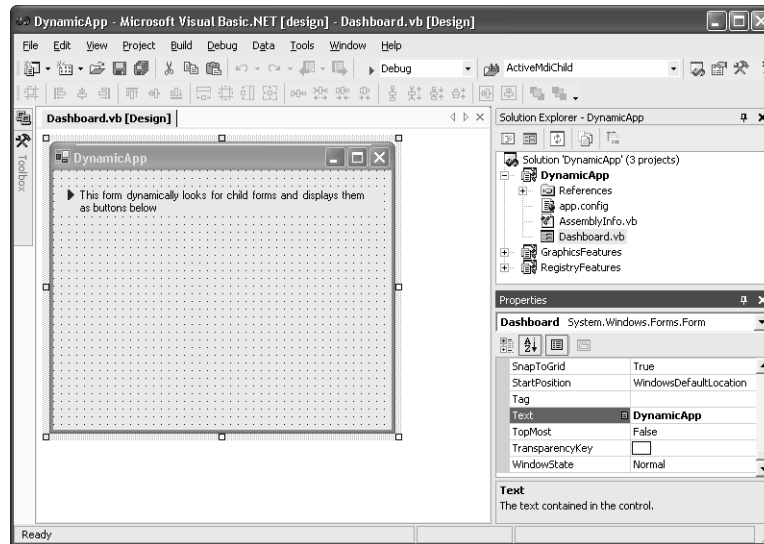 DynamicApp - Microsoft Visual Basic.NET [design] - Dashboard.vb [Design]
File Edit View Project Build Debug Data Tools Window Help
Debug ActiveMdiChild
Dashboard.vb [Design]
Toolbox
DynamicApp
This form dynamically looks for child forms and displays them
as buttons below
Solution Explorer - DynamicApp
Solution 'DynamicApp' (3 projects)
DynamicApp
References
app.config
AssemblyInfo.vb
Dashboard.vb
GraphicsFeatures
RegistryFeatures
Properties
Dashboard System.Windows.Forms.Form
SnapToGrid True
StartPosition WindowsDefaultLocation
Tag
Text DynamicApp
TopMost False
TransparencyKey
WindowState Normal
Text
The text contained in the control.
Ready